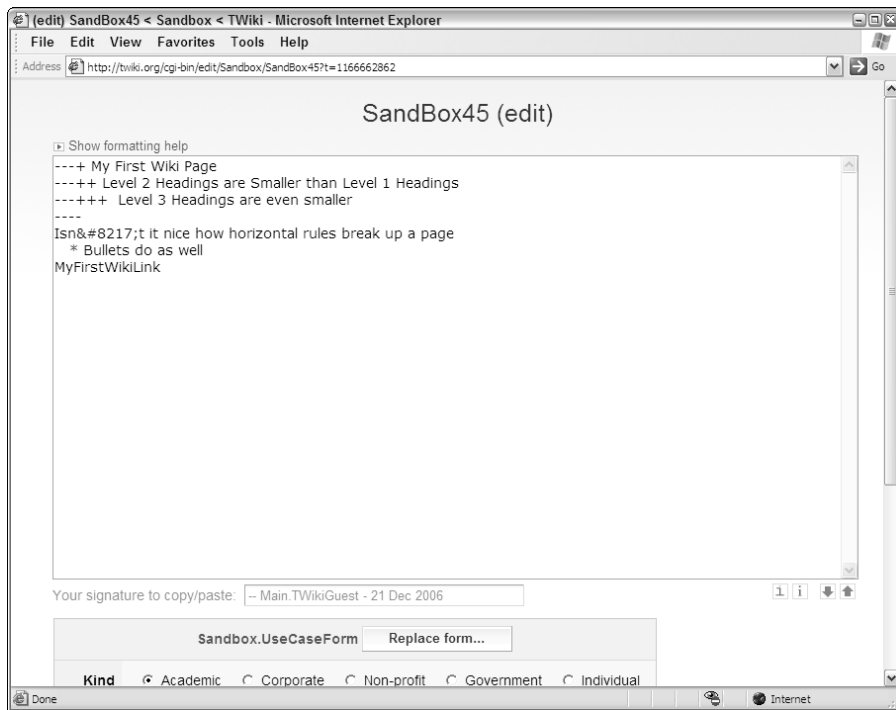 (edit) SandBox45 < Sandbox < TWiki - Microsoft Internet Explorer
File Edit View Favorites Tools Help
Address http://twiki.org/cgi-bin/edit/Sandbox/SandBox45?t=1166662862 Go
SandBox45 (edit)
Show formatting help
---+ My First Wiki Page
---++ Level 2 Headings are Smaller than Level 1 Headings
---+++  Level 3 Headings are even smaller
----
Isn&#8217;t it nice how horizontal rules break up a page
   * Bullets do as well
MyFirstWikiLink
Your signature to copy/paste: -- Main.TWikiGuest - 21 Dec 2006
Sandbox.UseCaseForm Replace form...
Kind Academic Corporate Non-profit Government Individual
Done Internet